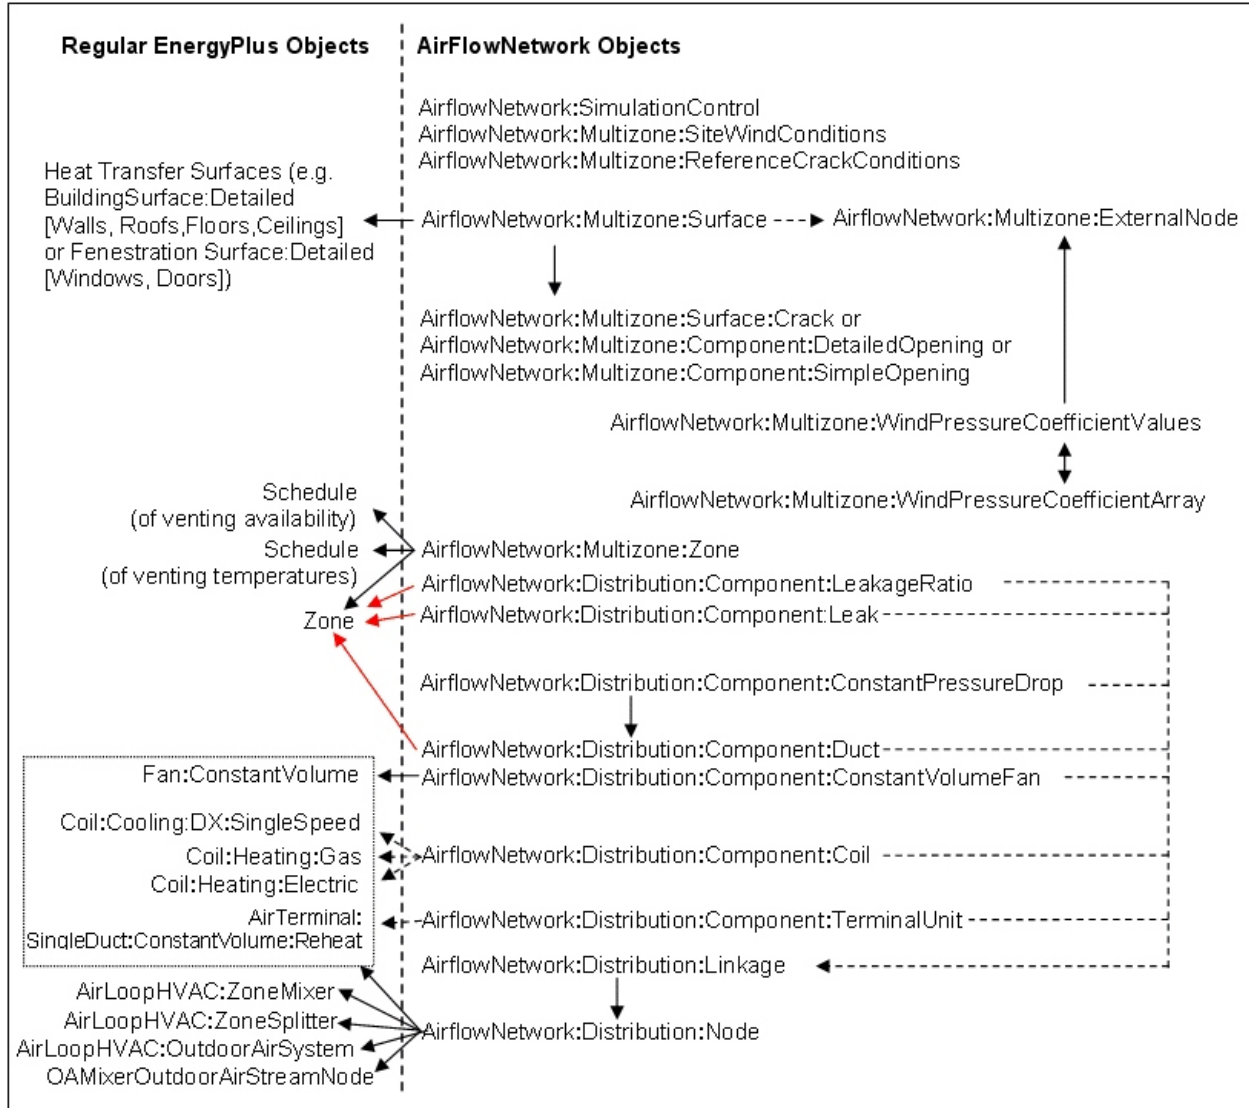 Regular EnergyPlus Objects
AirFlowNetwork Objects
AirflowNetwork:SimulationControl
AirflowNetwork:Multizone:SiteWindConditions
AirflowNetwork:Multizone:ReferenceCrackConditions
Heat Transfer Surfaces (e.g.
BuildingSurface:Detailed
[Walls, Roofs,Floors,Ceilings]
or Fenestration Surface:Detailed
[Windows, Doors])
AirflowNetwork:Multizone:Surface
AirflowNetwork:Multizone:ExternalNode
AirflowNetwork:Multizone:Surface:Crack or
AirflowNetwork:Multizone:Component:DetailedOpening or
AirflowNetwork:Multizone:Component:SimpleOpening
AirflowNetwork:Multizone:WindPressureCoefficientValues
AirflowNetwork:Multizone:WindPressureCoefficientArray
Schedule
(of venting availability)
Schedule
(of venting temperatures)
Zone
AirflowNetwork:Multizone:Zone
AirflowNetwork:Distribution:Component:LeakageRatio
AirflowNetwork:Distribution:Component:Leak
AirflowNetwork:Distribution:Component:ConstantPressureDrop
AirflowNetwork:Distribution:Component:Duct
Fan:ConstantVolume
AirflowNetwork:Distribution:Component:ConstantVolumeFan
Coil:Cooling:DX:SingleSpeed
Coil:Heating:Gas
Coil:Heating:Electric
AirflowNetwork:Distribution:Component:Coil
AirTerminal:
SingleDuct:ConstantVolume:Reheat
AirflowNetwork:Distribution:Component:TerminalUnit
AirflowNetwork:Distribution:Linkage
AirLoopHVAC:ZoneMixer
AirLoopHVAC:ZoneSplitter
AirLoopHVAC:OutdoorAirSystem
OAMixerOutdoorAirStreamNode
AirflowNetwork:Distribution:Node